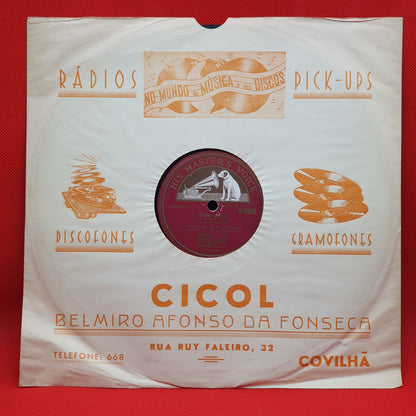 RÁDIOS
NO MUNDO DA MÚSICA E DOS DISCOS
PICK-UPS
HIS MASTER'S VOICE
DISCOFONES
GRAMOFONES
CICOL
BELMIRO AFONSO DA FONSECA
RUA RUY FALEIRO, 32
TELEFONE: 668
COVILHÃ